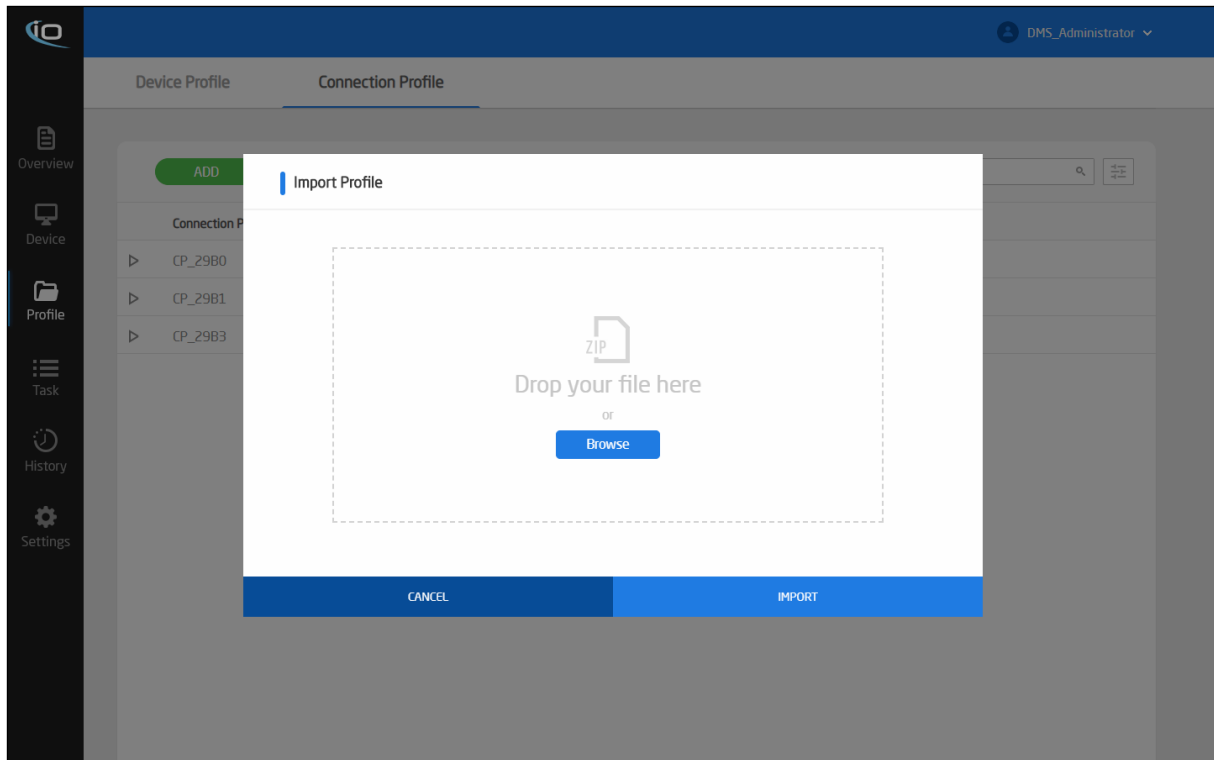 iO
DMS_Administrator
Device Profile
Connection Profile
Overview
Device
Profile
Task
History
Settings
ADD
Connection P
CP_29B0
CP_29B1
CP_29B3
Import Profile
ZIP
Drop your file here
or
Browse
CANCEL
IMPORT